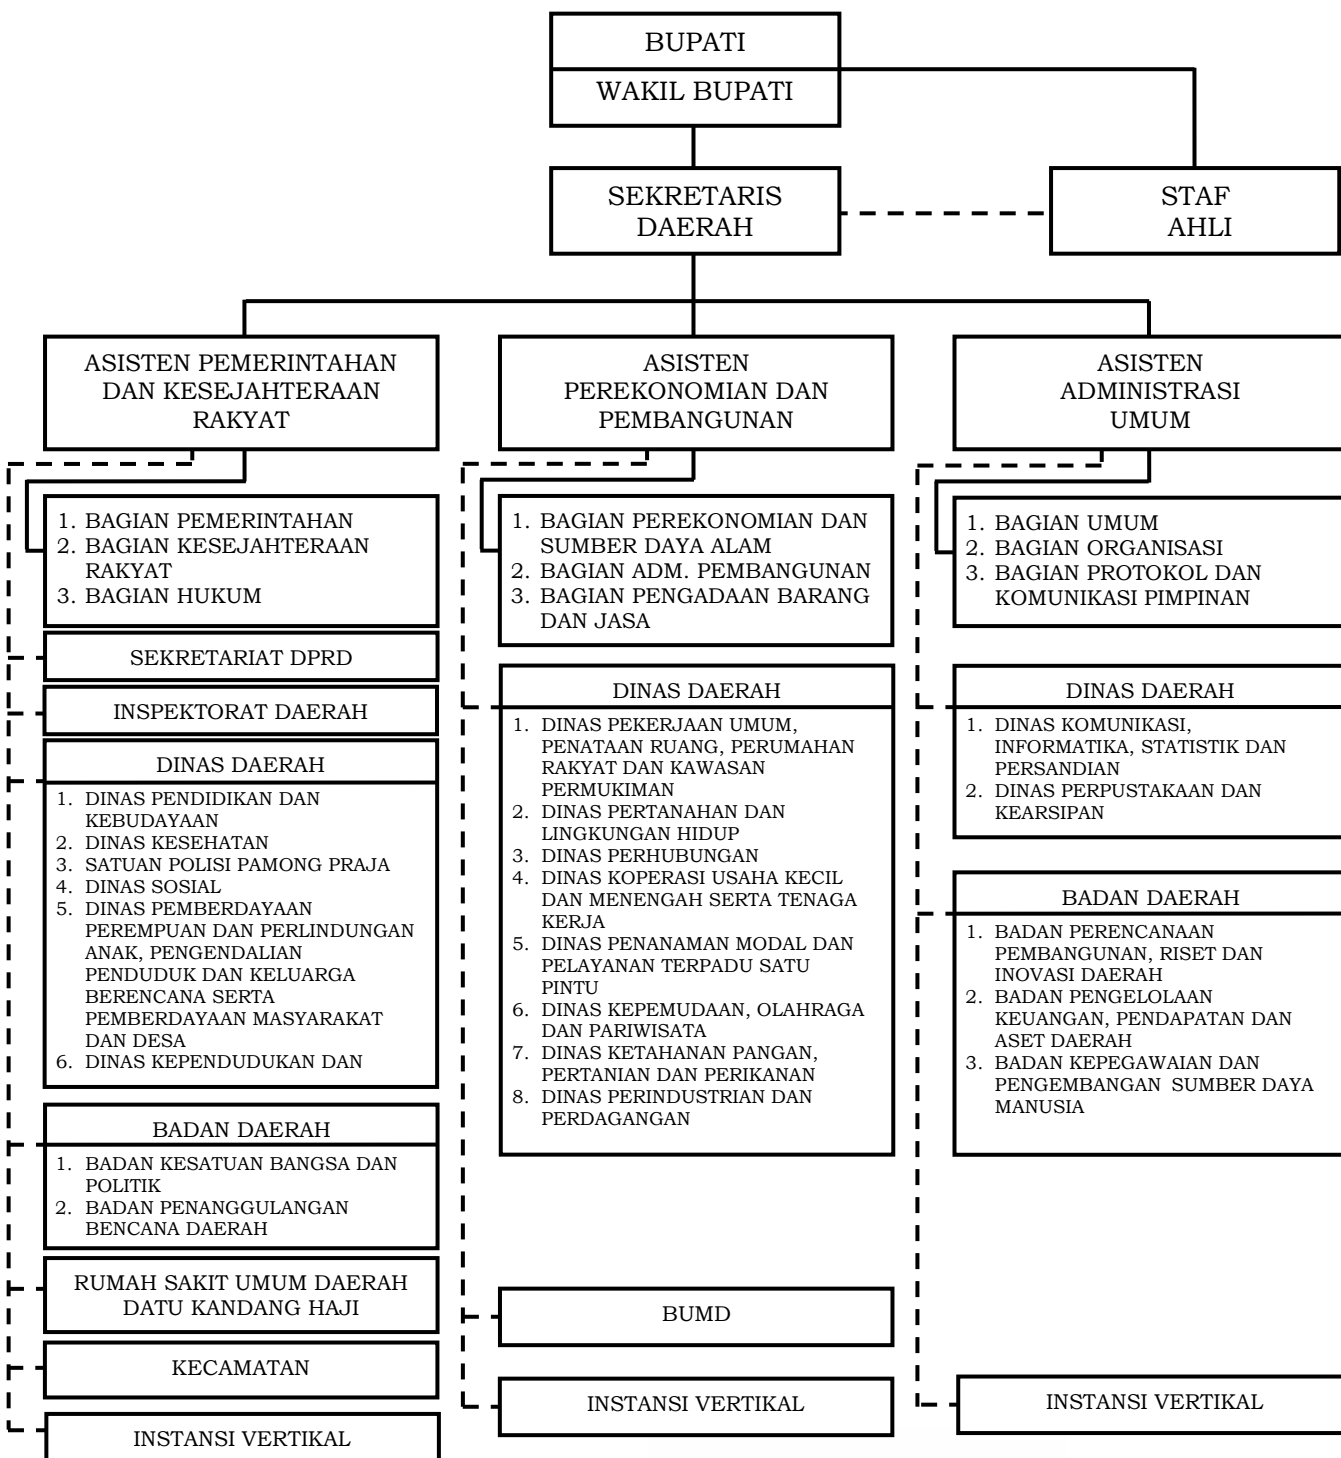 BUPATI
WAKIL BUPATI
SEKRETARIS
DAERAH
STAF
AHLI
ASISTEN PEMERINTAHAN
DAN KESEJAHTERAAN
RAKYAT
1. BAGIAN PEMERINTAHAN
2. BAGIAN KESEJAHTERAAN
RAKYAT
3. BAGIAN HUKUM
SEKRETARIAT DPRD
INSPEKTORAT DAERAH
DINAS DAERAH
1. DINAS PENDIDIKAN DAN
KEBUDAYAAN
2. DINAS KESEHATAN
3. SATUAN POLISI PAMONG PRAJA
4. DINAS SOSIAL
5. DINAS PEMBERDAYAAN
PEREMPUAN DAN PERLINDUNGAN
ANAK, PENGENDALIAN
PENDUDUK DAN KELUARGA
BERENCANA SERTA
PEMBERDAYAAN MASYARAKAT
DAN DESA
6. DINAS KEPENDUDUKAN DAN
BADAN DAERAH
1. BADAN KESATUAN BANGSA DAN
POLITIK
2. BADAN PENANGGULANGAN
BENCANA DAERAH
RUMAH SAKIT UMUM DAERAH
DATU KANDANG HAJI
KECAMATAN
INSTANSI VERTIKAL
ASISTEN
PEREKONOMIAN DAN
PEMBANGUNAN
1. BAGIAN PEREKONOMIAN DAN
SUMBER DAYA ALAM
2. BAGIAN ADM. PEMBANGUNAN
3. BAGIAN PENGADAAN BARANG
DAN JASA
DINAS DAERAH
1. DINAS PEKERJAAN UMUM,
PENATAAN RUANG, PERUMAHAN
RAKYAT DAN KAWASAN
PERMUKIMAN
2. DINAS PERTANAHAN DAN
LINGKUNGAN HIDUP
3. DINAS PERHUBUNGAN
4. DINAS KOPERASI USAHA KECIL
DAN MENENGAH SERTA TENAGA
KERJA
5. DINAS PENANAMAN MODAL DAN
PELAYANAN TERPADU SATU
PINTU
6. DINAS KEPEMUDAAN, OLAHRAGA
DAN PARIWISATA
7. DINAS KETAHANAN PANGAN,
PERTANIAN DAN PERIKANAN
8. DINAS PERINDUSTRIAN DAN
PERDAGANGAN
BUMD
INSTANSI VERTIKAL
ASISTEN
ADMINISTRASI
UMUM
1. BAGIAN UMUM
2. BAGIAN ORGANISASI
3. BAGIAN PROTOKOL DAN
KOMUNIKASI PIMPINAN
DINAS DAERAH
1. DINAS KOMUNIKASI,
INFORMATIKA, STATISTIK DAN
PERSANDIAN
2. DINAS PERPUSTAKAAN DAN
KEARSIPAN
BADAN DAERAH
1. BADAN PERENCANAAN
PEMBANGUNAN, RISET DAN
INOVASI DAERAH
2. BADAN PENGELOLAAN
KEUANGAN, PENDAPATAN DAN
ASET DAERAH
3. BADAN KEPEGAWAIAN DAN
PENGEMBANGAN SUMBER DAYA
MANUSIA
INSTANSI VERTIKAL